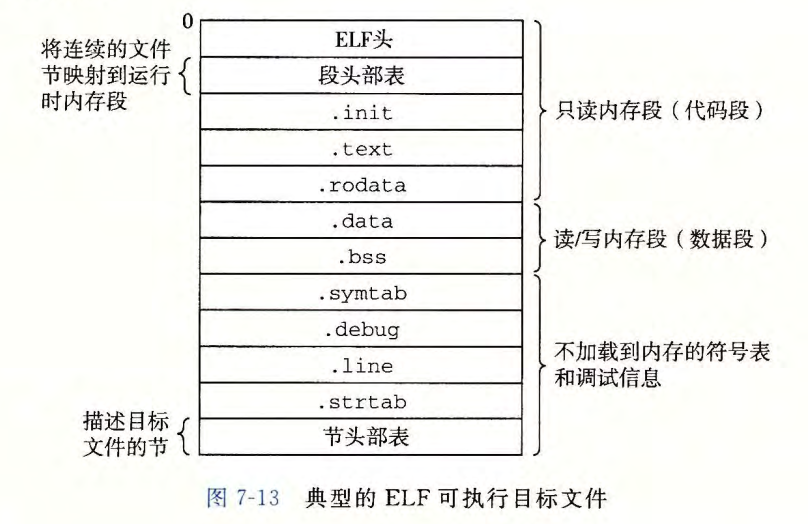 0
ELF头
将连续的文件
节映射到运行
时内存段
段头部表
.init
.text
.rodata
只读内存段（代码段）
.data
.bss
读/写内存段（数据段）
.symtab
.debug
.line
.strtab
不加载到内存的符号表
和调试信息
描述目标
文件的节
节头部表
图 7-13 典型的 ELF 可执行目标文件